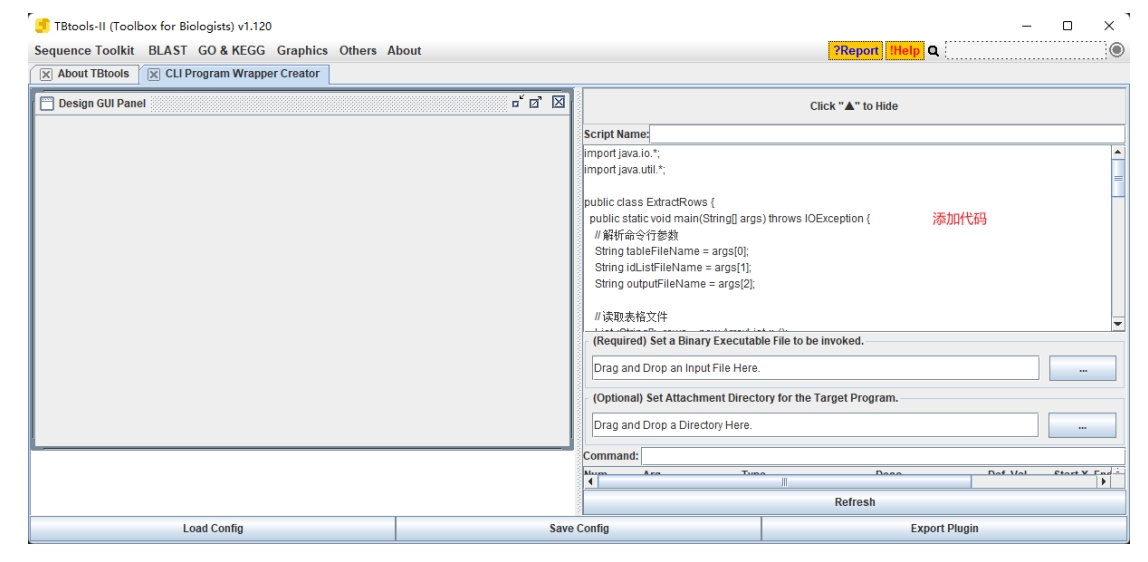 TBtools-II (Toolbox for Biologists) v1.120
Sequence Toolkit BLAST GO & KEGG Graphics Others About ?Report !Help
About TBtools CLI Program Wrapper Creator
Design GUI Panel
Click "▲" to Hide
Script Name:
import java.io.*;
import java.util.*;
public class ExtractRows {
public static void main(String[] args) throws IOException {
添加代码
// 解析命令行参数
String tableFileName = args[0];
String idListFileName = args[1];
String outputFileName = args[2];
// 读取表格文件
(Required) Set a Binary Executable File to be invoked.
Drag and Drop an Input File Here.
...
(Optional) Set Attachment Directory for the Target Program.
Drag and Drop a Directory Here.
...
Command:
Num Arg Type Desc Def. Val Start X
Refresh
Load Config Save Config Export Plugin